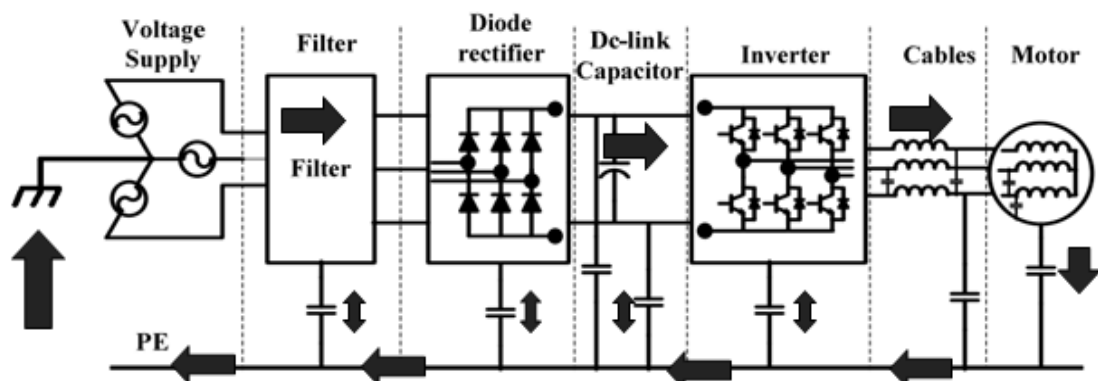 Voltage
Supply
Filter
Diode
rectifier
Dc-link
Capacitor
Inverter
Cables
Motor
Filter
PE